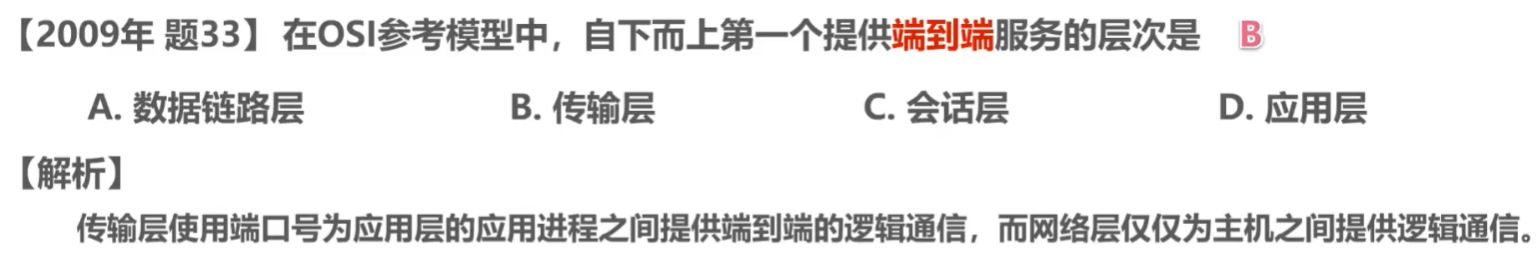 【2009年 题33】在OSI参考模型中，自下而上第一个提供端到端服务的层次是 B
A. 数据链路层 B. 传输层 C. 会话层 D. 应用层
【解析】
传输层使用端口号为应用层的应用进程之间提供端到端的逻辑通信，而网络层仅仅为主机之间提供逻辑通信。